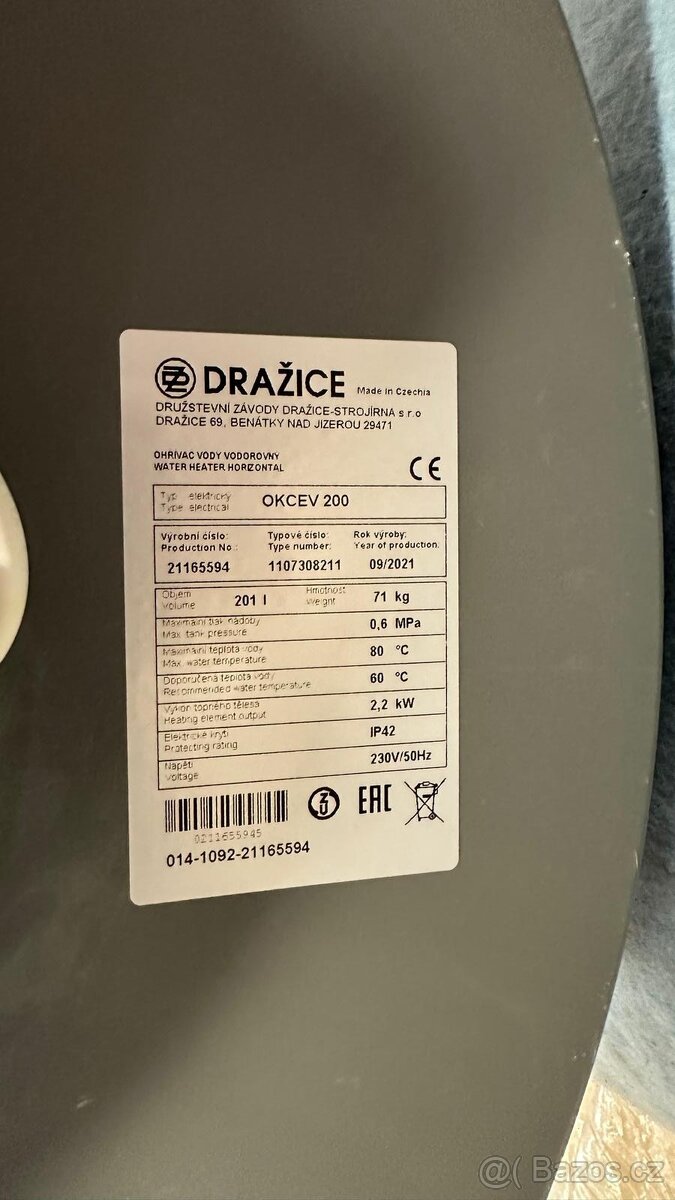 DRAŽICE Made in Czechia
DRUŽSTEVNÍ ZÁVODY DRAŽICE-STROJÍRNA s r.o
DRAŽICE 69, BENÁTKY NAD JIZEROU 29471
OHŘÍVAČ VODY VODOROVNÝ
WATER HEATER HORIZONTAL
CE
Typ elektrický OKCEV 200
Type electrical
Výrobní číslo: Typové číslo: Rok výroby:
Production No.: Type number: Year of production:
21165594 1107308211 09/2021
Objem 201 l Hmotnost 71 kg
Volume Weight
Maximální tlak nádoby 0,6 MPa
Max. tank pressure
Maximální teplota vody 80 °C
Max. water temperature
Doporučená teplota vody 60 °C
Recommended water temperature
Výkon topného tělesa 2,2 kW
Heating element output
Elektrické krytí IP42
Protecting rating
Napětí 230V/50Hz
Voltage
EAC
0211655945
014-1092-21165594
@ Bazos.cz